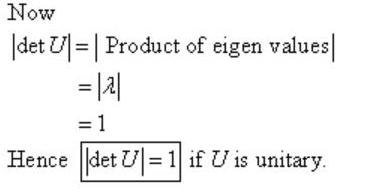 Now
|det U| = | Product of eigen values|
= |λ|
= 1
Hence |det U| = 1 if U is unitary.